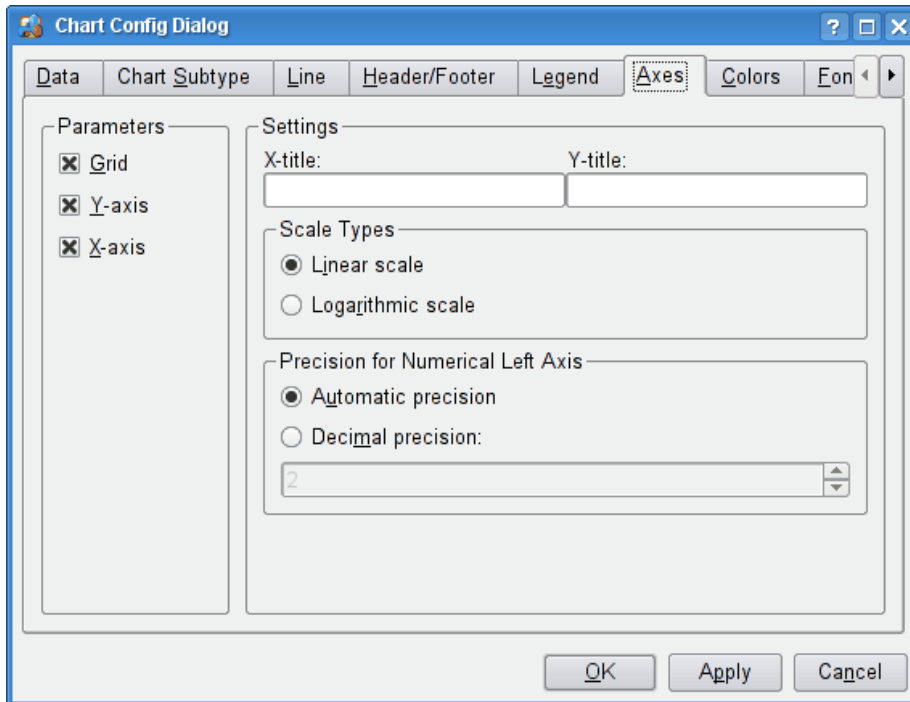 Chart Config Dialog
Data Chart Subtype Line Header/Footer Legend Axes Colors Fon
Parameters
Grid
Y-axis
X-axis
Settings
X-title: Y-title:
Scale Types
Linear scale
Logarithmic scale
Precision for Numerical Left Axis
Automatic precision
Decimal precision:
2
OK Apply Cancel